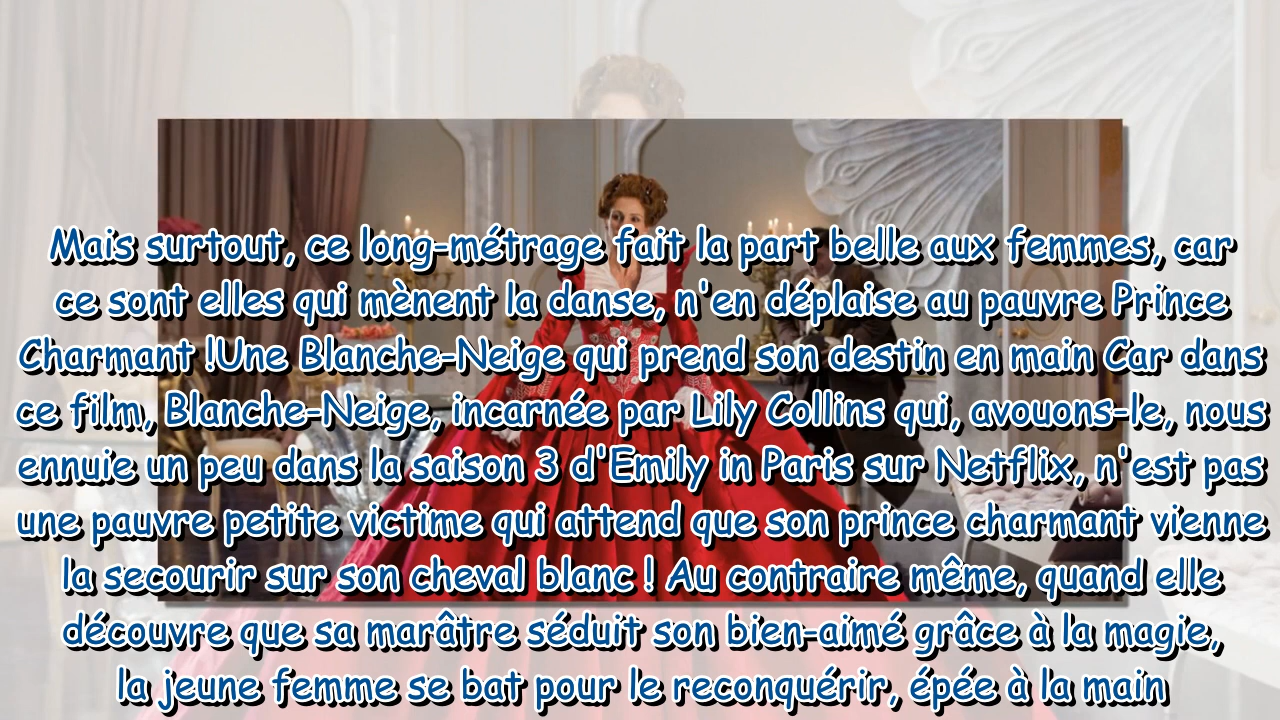 Mais surtout, ce long-métrage fait la part belle aux femmes, car
ce sont elles qui mènent la danse, n'en déplaise au pauvre Prince
Charmant !Une Blanche-Neige qui prend son destin en main Car dans
ce film, Blanche-Neige, incarnée par Lily Collins qui, avouons-le, nous
ennuie un peu dans la saison 3 d'Emily in Paris sur Netflix, n'est pas
une pauvre petite victime qui attend que son prince charmant vienne
la secourir sur son cheval blanc ! Au contraire même, quand elle
découvre que sa marâtre séduit son bien-aimé grâce à la magie,
la jeune femme se bat pour le reconquérir, épée à la main